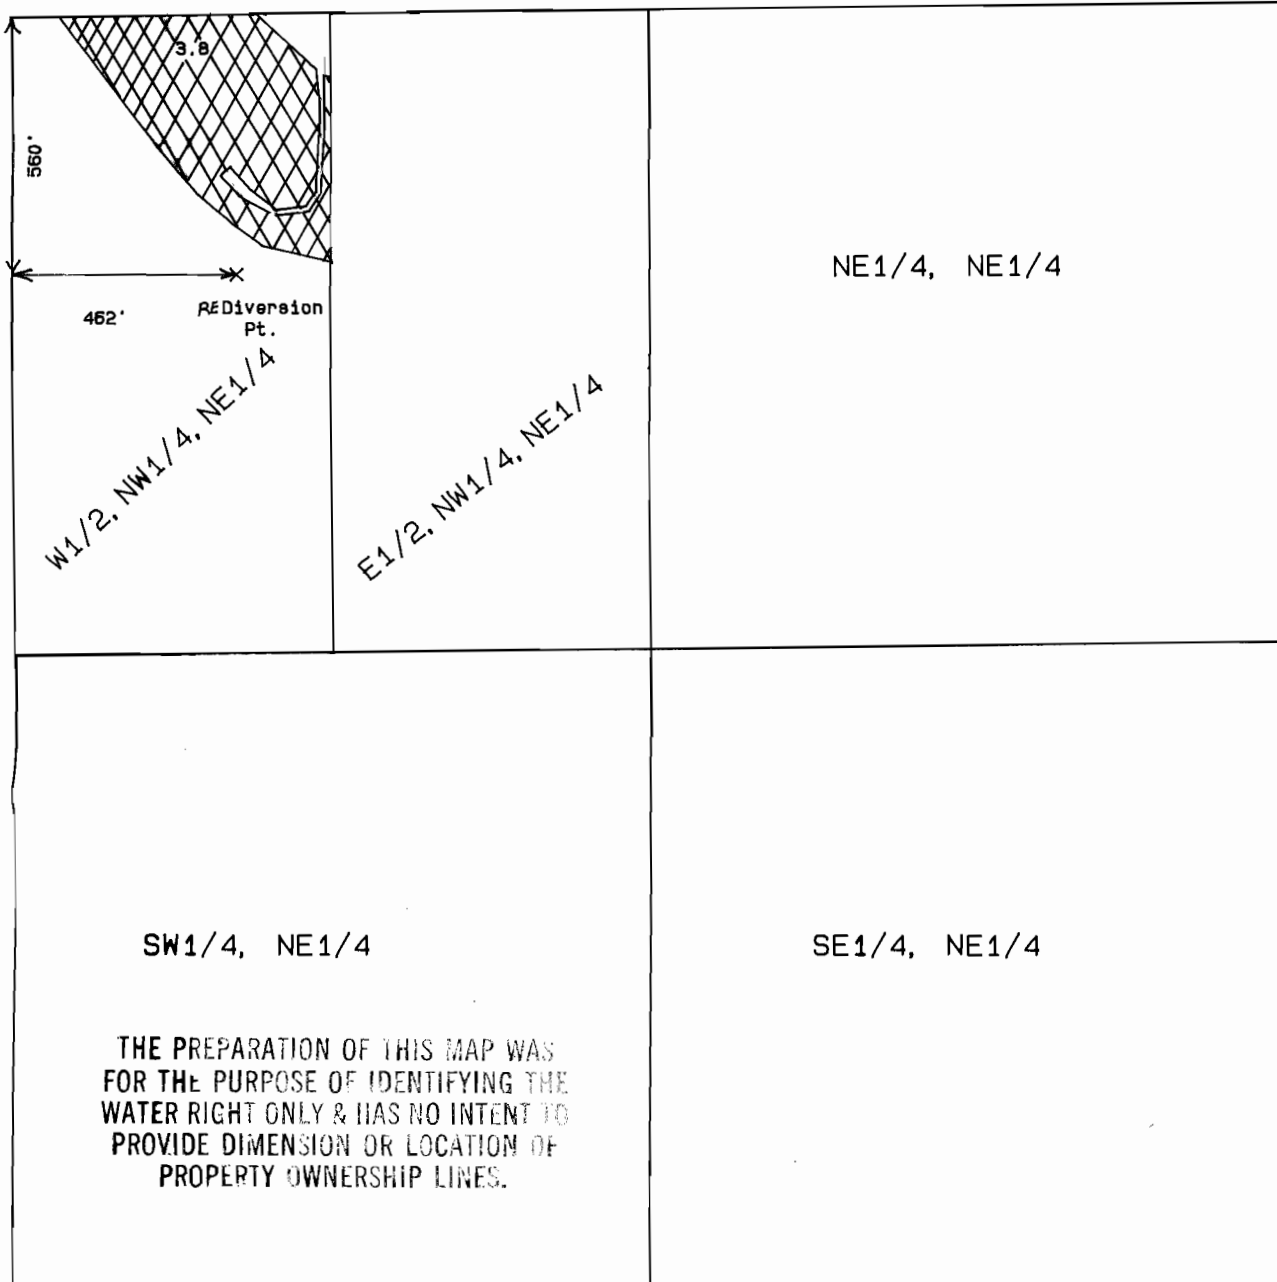 3.8
560'
NE1/4, NE1/4
462'
REDiversion
Pt.
W1/2, NW1/4, NE1/4
E1/2, NW1/4, NE1/4
SW1/4, NE1/4
SE1/4, NE1/4
THE PREPARATION OF THIS MAP WAS
FOR THE PURPOSE OF IDENTIFYING THE
WATER RIGHT ONLY & HAS NO INTENT TO
PROVIDE DIMENSION OR LOCATION OF
PROPERTY OWNERSHIP LINES.